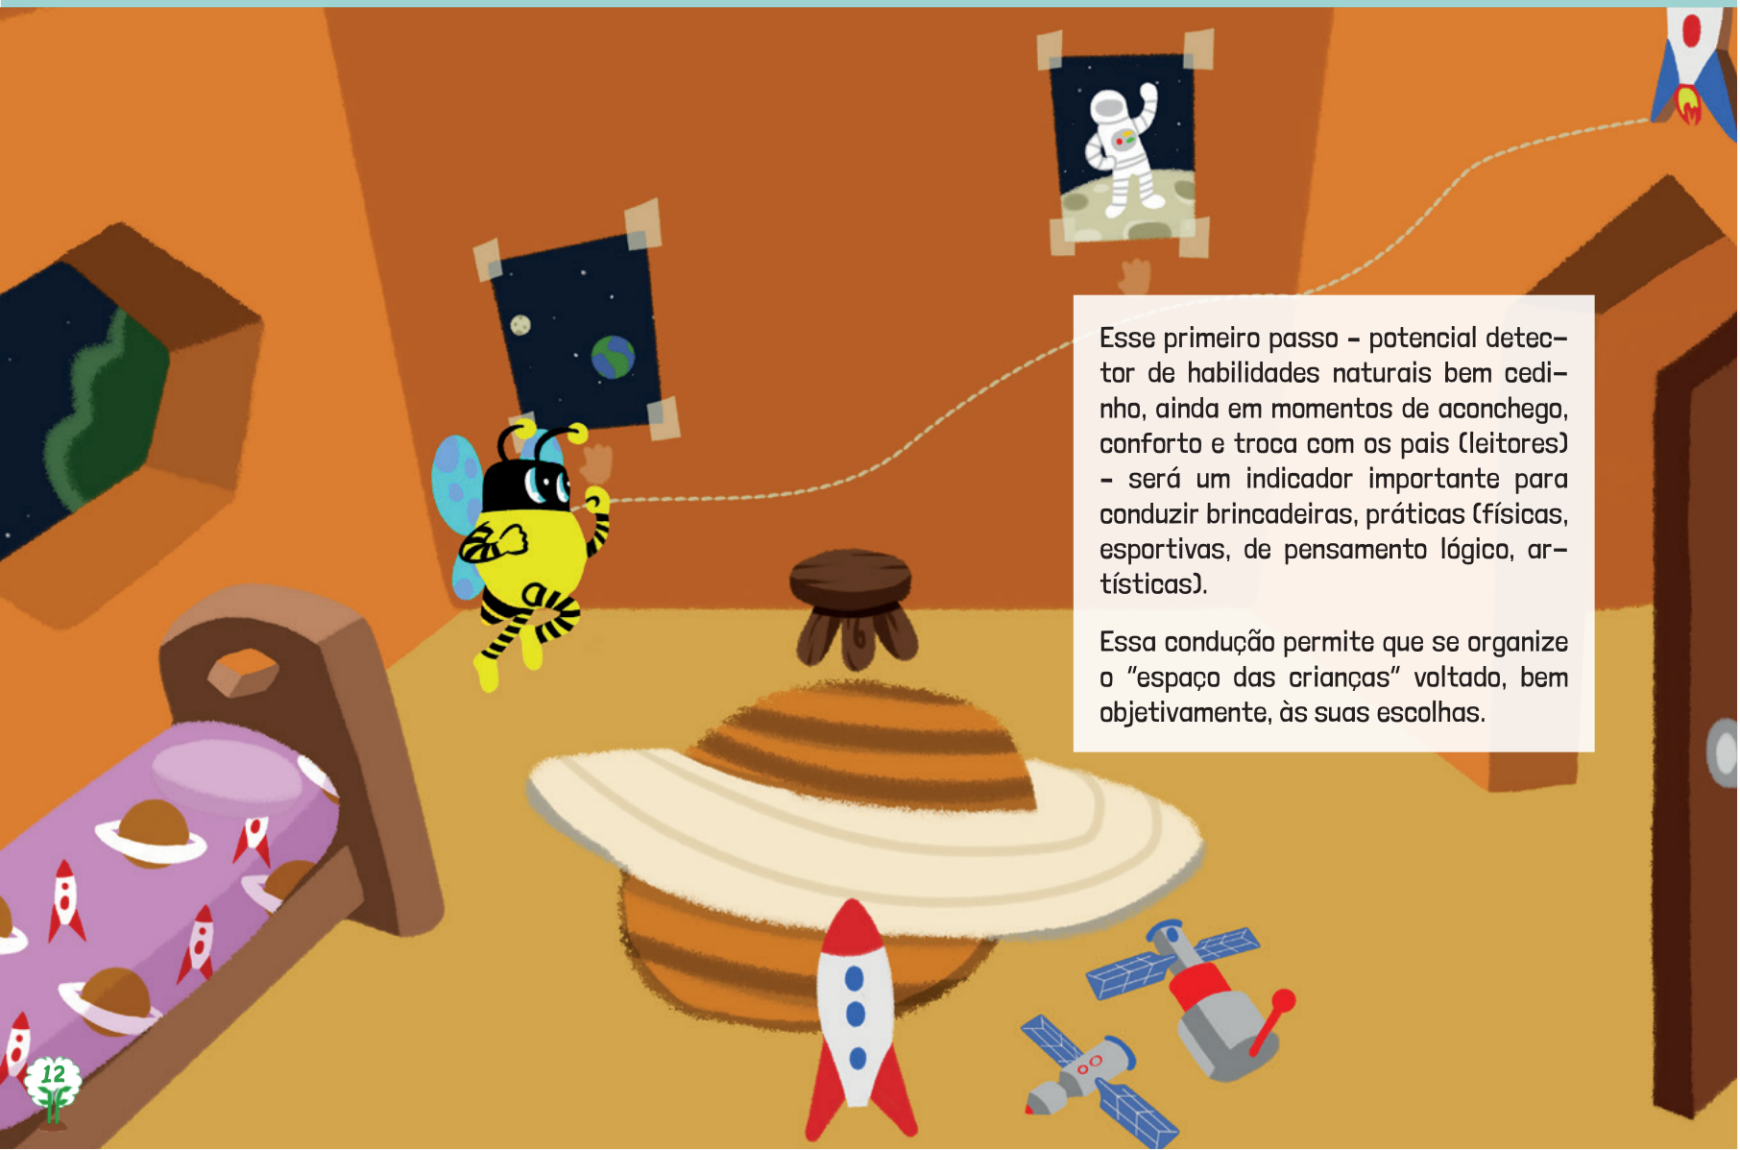 Esse primeiro passo – potencial detec–
tor de habilidades naturais bem cedi–
nho, ainda em momentos de aconchego,
conforto e troca com os pais (leitores)
– será um indicador importante para
conduzir brincadeiras, práticas (físicas,
esportivas, de pensamento lógico, ar–
tísticas).
Essa condução permite que se organize
o “espaço das crianças” voltado, bem
objetivamente, às suas escolhas.
12